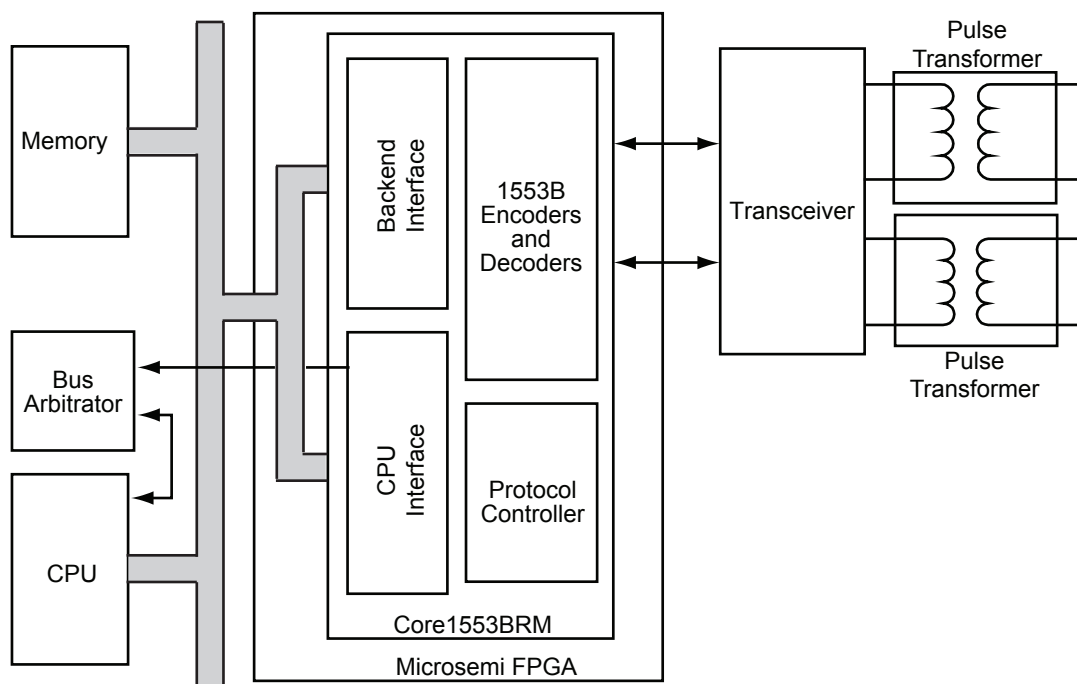 Memory
Bus
Arbitrator
CPU
Backend
Interface
CPU
Interface
1553B
Encoders
and
Decoders
Protocol
Controller
Core1553BRM
Microsemi FPGA
Transceiver
Pulse
Transformer
Pulse
Transformer